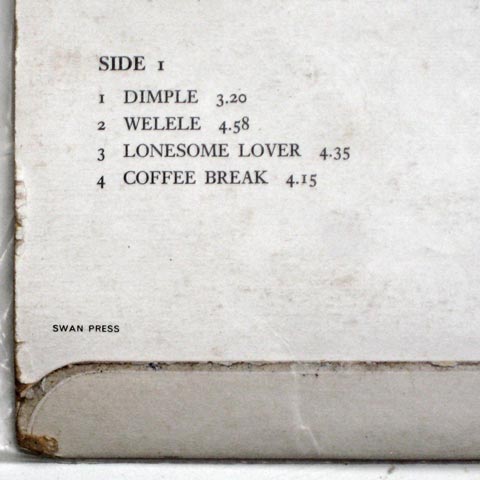 SIDE 1
1 DIMPLE 3.20
2 WELELE 4.58
3 LONESOME LOVER 4.35
4 COFFEE BREAK 4.15
SWAN PRESS